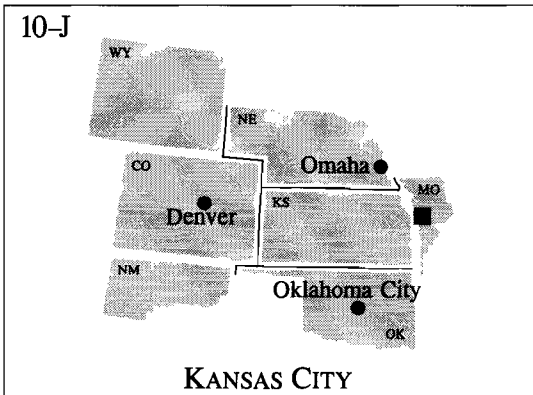 10–J
WY
NE
Omaha
CO
MO
KS
Denver
NM
Oklahoma City
OK
KANSAS CITY